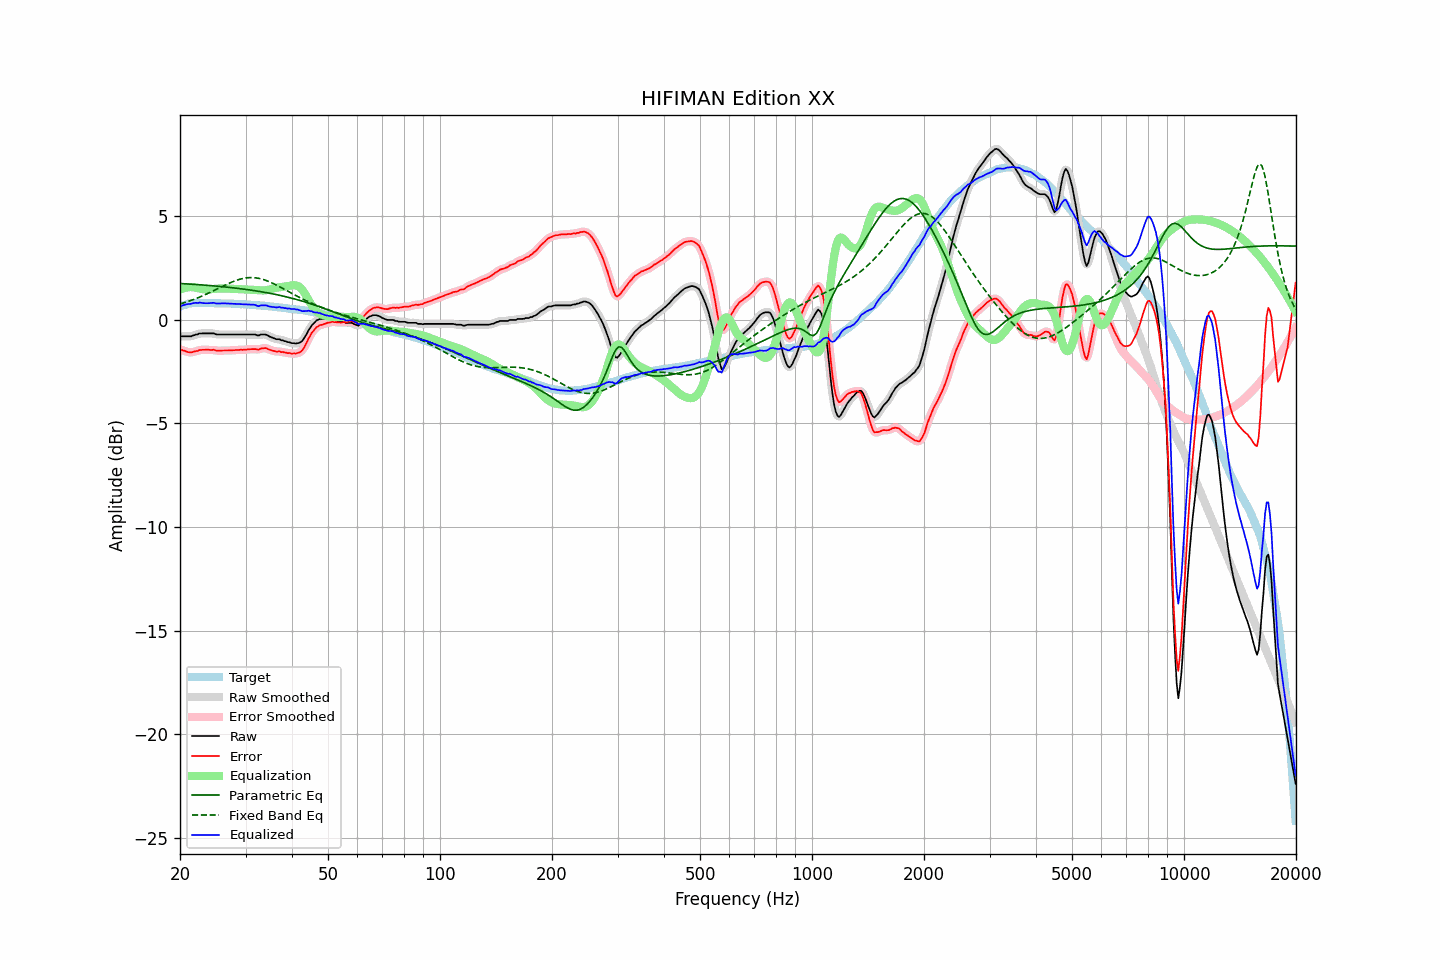 HIFIMAN Edition XX
Amplitude (dBr)
5
0
−5
−10
−15
−20
−25
Target
Raw Smoothed
Error Smoothed
Raw
Error
Equalization
Parametric Eq
Fixed Band Eq
Equalized
20 50 100 200 500 1000 2000 5000 10000 20000
Frequency (Hz)